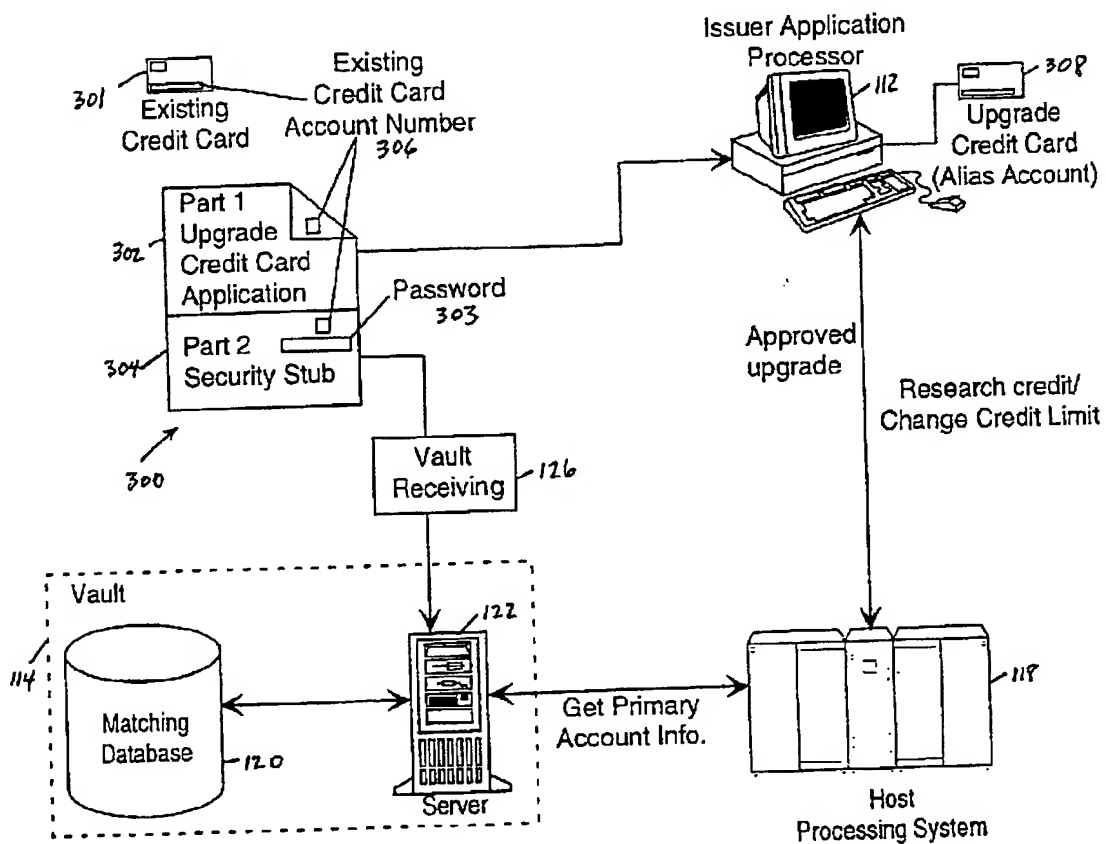 301
Existing
Credit Card
Existing
Credit Card
Account Number
306
Issuer Application
Processor
112
308
Upgrade
Credit Card
(Alias Account)
302
Part 1
Upgrade
Credit Card
Application
Password
303
304
Part 2
Security Stub
300
Vault
Receiving
126
Approved
upgrade
Research credit/
Change Credit Limit
Vault
114
Matching
Database
120
122
Server
Get Primary
Account Info.
118
Host
Processing System